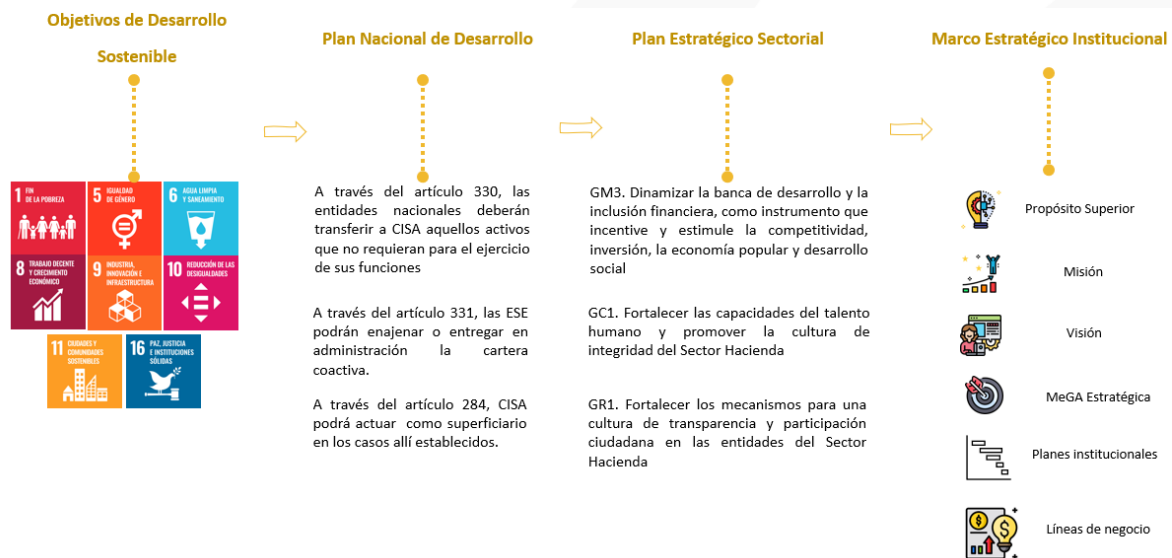 Objetivos de Desarrollo
Sostenible
1 FIN
DE LA POBREZA
5 IGUALDAD
DE GÉNERO
6 AGUA LIMPIA
Y SANEAMIENTO
8 TRABAJO DECENTE
Y CRECIMIENTO
ECONÓMICO
9 INDUSTRIA,
INNOVACIÓN E
INFRAESTRUCTURA
10 REDUCCIÓN DE LAS
DESIGUALDADES
11 CIUDADES Y
COMUNIDADES
SOSTENIBLES
16 PAZ, JUSTICIA
E INSTITUCIONES
SÓLIDAS
Plan Nacional de Desarrollo
A través del artículo 330, las
entidades nacionales deberán
transferir a CISA aquellos activos
que no requieran para el ejercicio
de sus funciones
A través del artículo 331, las ESE
podrán enajenar o entregar en
administración la cartera
coactiva.
A través del artículo 284, CISA
podrá actuar como superficiario
en los casos allí establecidos.
Plan Estratégico Sectorial
GM3. Dinamizar la banca de desarrollo y la
inclusión financiera, como instrumento que
incentive y estimule la competitividad,
inversión, la economía popular y desarrollo
social
GC1. Fortalecer las capacidades del talento
humano y promover la cultura de
integridad del Sector Hacienda
GR1. Fortalecer los mecanismos para una
cultura de transparencia y participación
ciudadana en las entidades del Sector
Hacienda
Marco Estratégico Institucional
Propósito Superior
Misión
Visión
MeGA Estratégica
Planes institucionales
Líneas de negocio